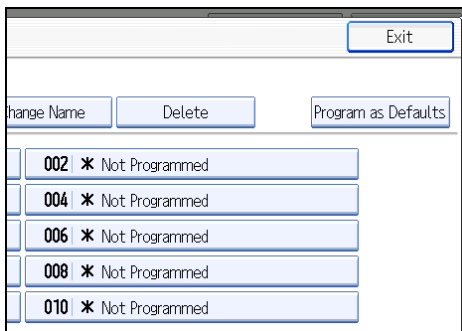 Exit
Change Name Delete Program as Defaults
002 * Not Programmed
004 * Not Programmed
006 * Not Programmed
008 * Not Programmed
010 * Not Programmed